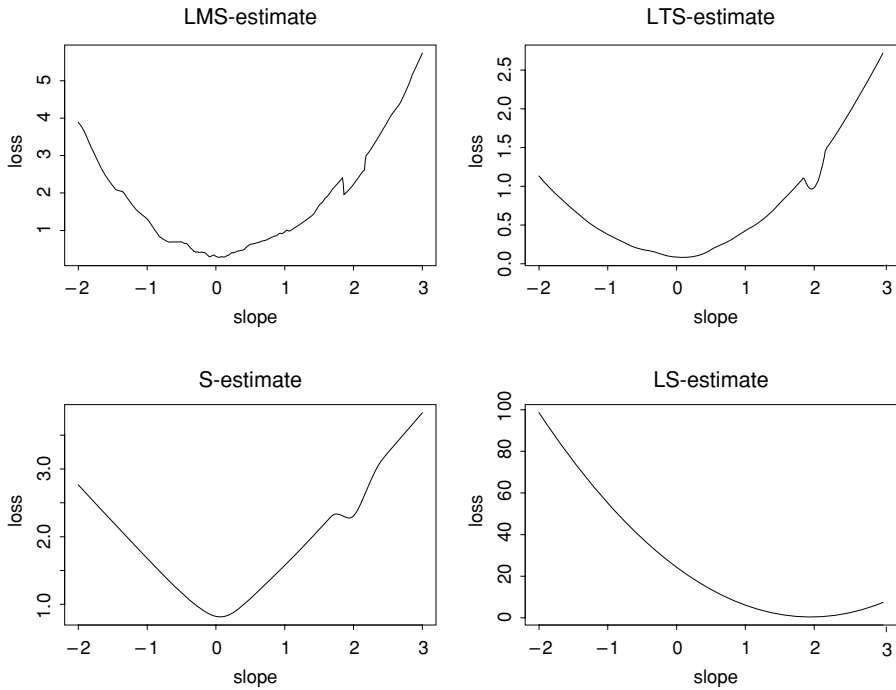 LMS-estimate
loss
5
4
3
2
1
−2 −1 0 1 2 3
slope
LTS-estimate
loss
2.5
2.0
1.5
1.0
0.5
0.0
−2 −1 0 1 2 3
slope
S-estimate
loss
3.0
2.0
1.0
−2 −1 0 1 2 3
slope
LS-estimate
loss
100
80
60
40
20
0
−2 −1 0 1 2 3
slope